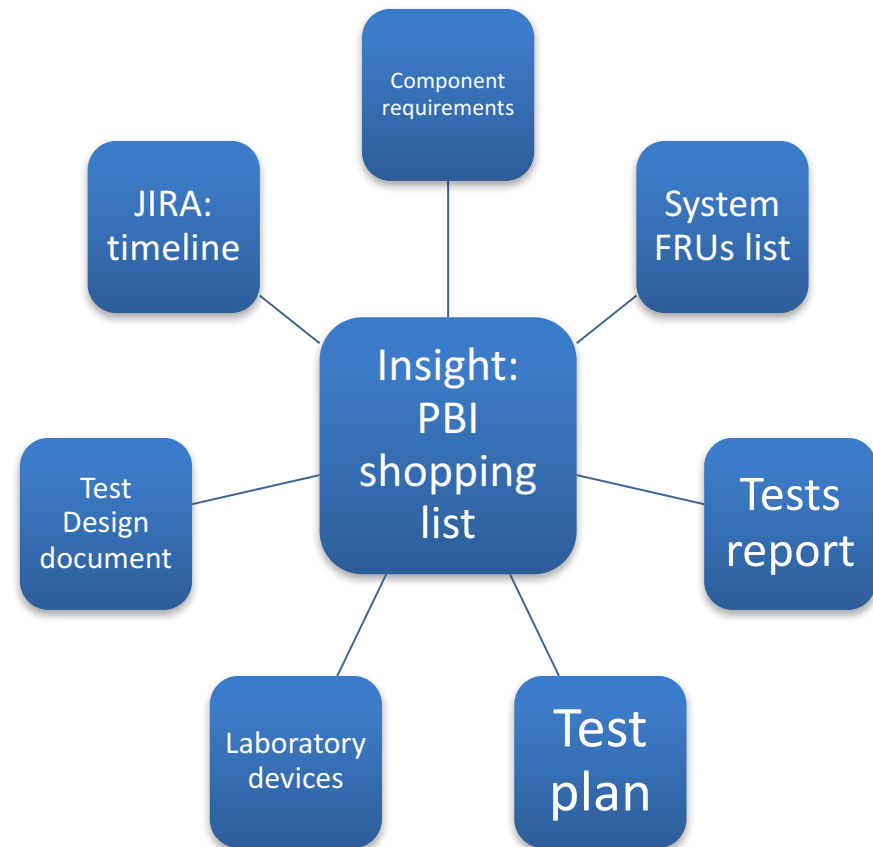 Component
requirements
JIRA:
timeline
System
FRUs list
Insight:
PBI
shopping
list
Test
Design
document
Tests
report
Laboratory
devices
Test
plan